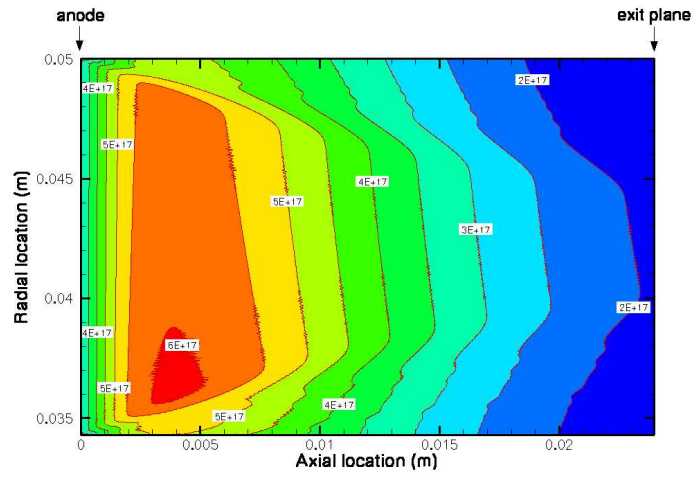 anode exit plane
0.05
2E+17
4E+17
5E+17
4E+17
0.045
5E+17
3E+17
Radial location (m)
0.04
2E+17
4E+17
6E+17
5E+17
4E+17
5E+17
0.035
0 0.005 0.01 0.015 0.02
Axial location (m)